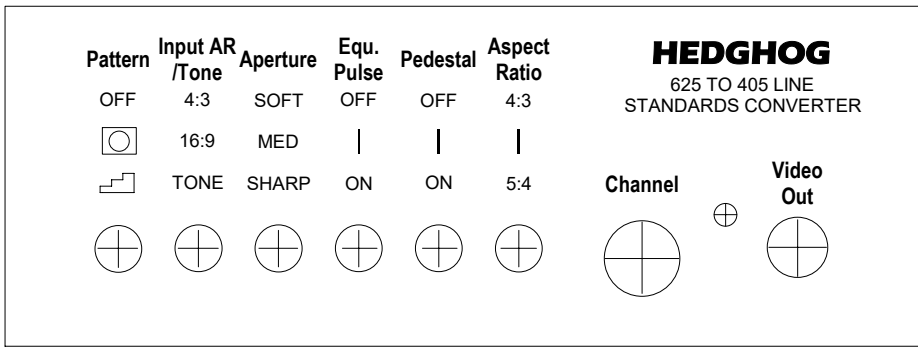 HEDGHOG
625 TO 405 LINE
STANDARDS CONVERTER
Pattern
Input AR
/Tone
Aperture
Equ.
Pulse
Pedestal
Aspect
Ratio
OFF 4:3 SOFT OFF OFF 4:3
16:9 MED
TONE SHARP ON ON 5:4
Channel
Video
Out